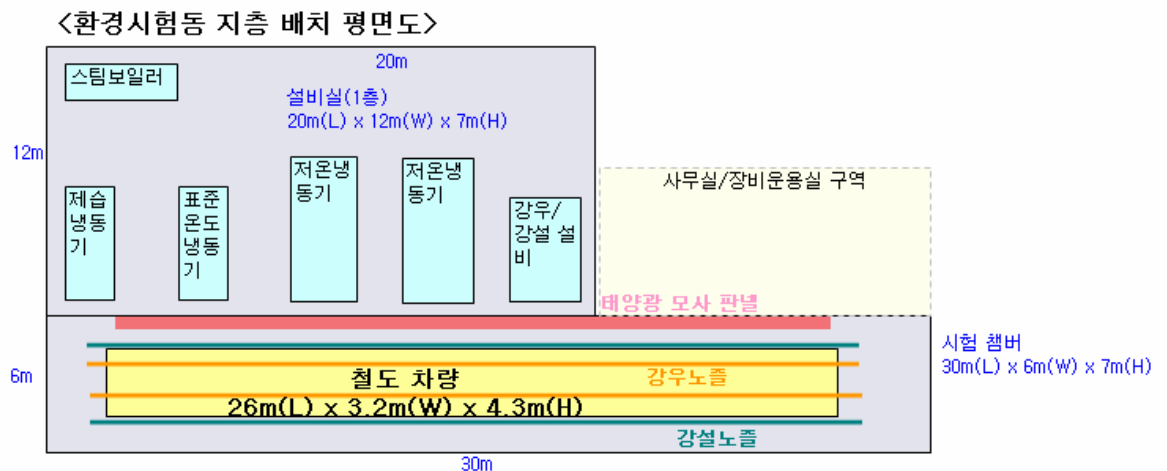 <환경시험동 지층 배치 평면도>
20m
스팀보일러
설비실(1층)
20m(L) x 12m(W) x 7m(H)
12m
제습
냉동
기
표준
온도
냉동
기
저온냉
동기
저온냉
동기
강우/
강설 설
비
사무실/장비운용실 구역
태양광 모사 판넬
시험 챔버
30m(L) x 6m(W) x 7m(H)
6m
철도 차량
강우노즐
26m(L) x 3.2m(W) x 4.3m(H)
강설노즐
30m